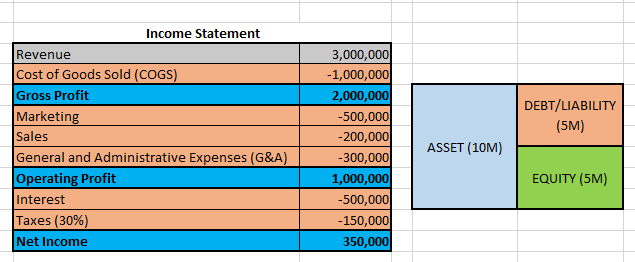 Income Statement
Revenue 3,000,000
Cost of Goods Sold (COGS) -1,000,000
Gross Profit 2,000,000
Marketing -500,000
Sales -200,000
General and Administrative Expenses (G&A) -300,000
Operating Profit 1,000,000
Interest -500,000
Taxes (30%) -150,000
Net Income 350,000
ASSET (10M)
DEBT/LIABILITY
(5M)
EQUITY (5M)